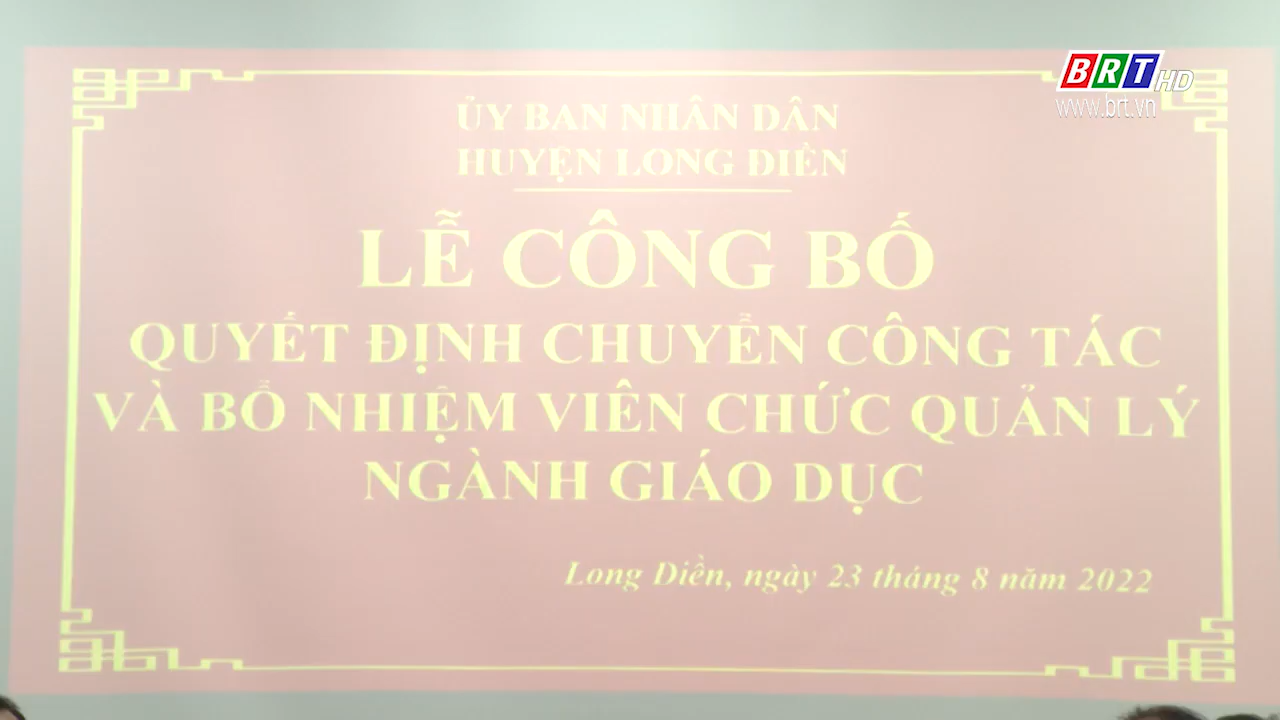 BRT HD
www.brt.vn
ỦY BAN NHÂN DÂN
HUYỆN LONG ĐIỀN
LỄ CÔNG BỐ
QUYẾT ĐỊNH CHUYỂN CÔNG TÁC
VÀ BỔ NHIỆM VIÊN CHỨC QUẢN LÝ
NGÀNH GIÁO DỤC
Long Điền, ngày 23 tháng 8 năm 2022